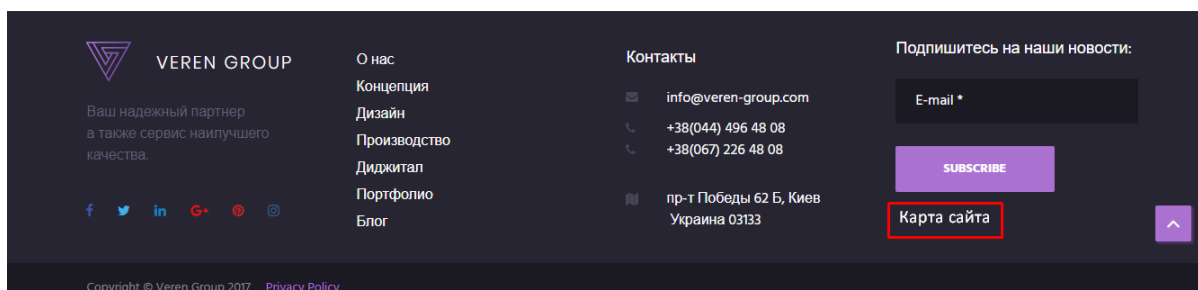 VEREN GROUP
Ваш надежный партнер
а также сервис наилучшего
качества.
О нас
Концепция
Дизайн
Производство
Диджитал
Портфолио
Блог
Контакты
info@veren-group.com
+38(044) 496 48 08
+38(067) 226 48 08
пр-т Победы 62 Б, Киев
Украина 03133
Подпишитесь на наши новости:
E-mail *
SUBSCRIBE
Карта сайта
Copyright © Veren Group 2017 Privacy Policy